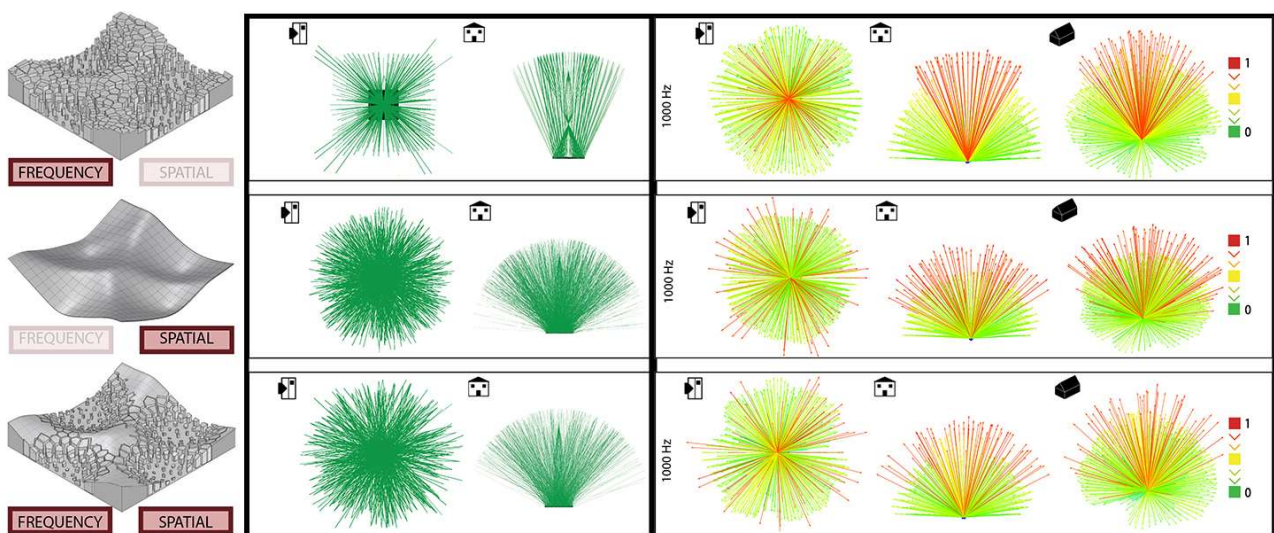 FREQUENCY
SPATIAL
1000 Hz
1
0
FREQUENCY
SPATIAL
1000 Hz
1
0
FREQUENCY
SPATIAL
1000 Hz
1
0